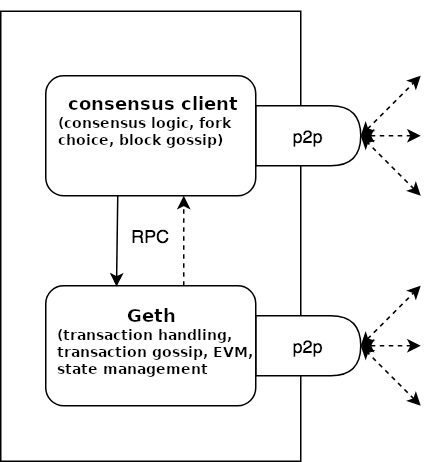 consensus client
(consensus logic, fork
choice, block gossip)
p2p
RPC
Geth
(transaction handling,
transaction gossip, EVM,
state management
p2p